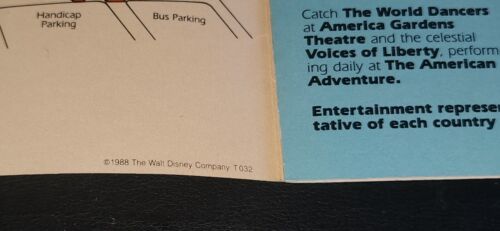 Handicap
Parking
Bus Parking
©1988 The Walt Disney Company T032
Catch The World Dancers
at America Gardens
Theatre and the celestial
Voices of Liberty, perform
ing daily at The American
Adventure.
Entertainment represe
tative of each country